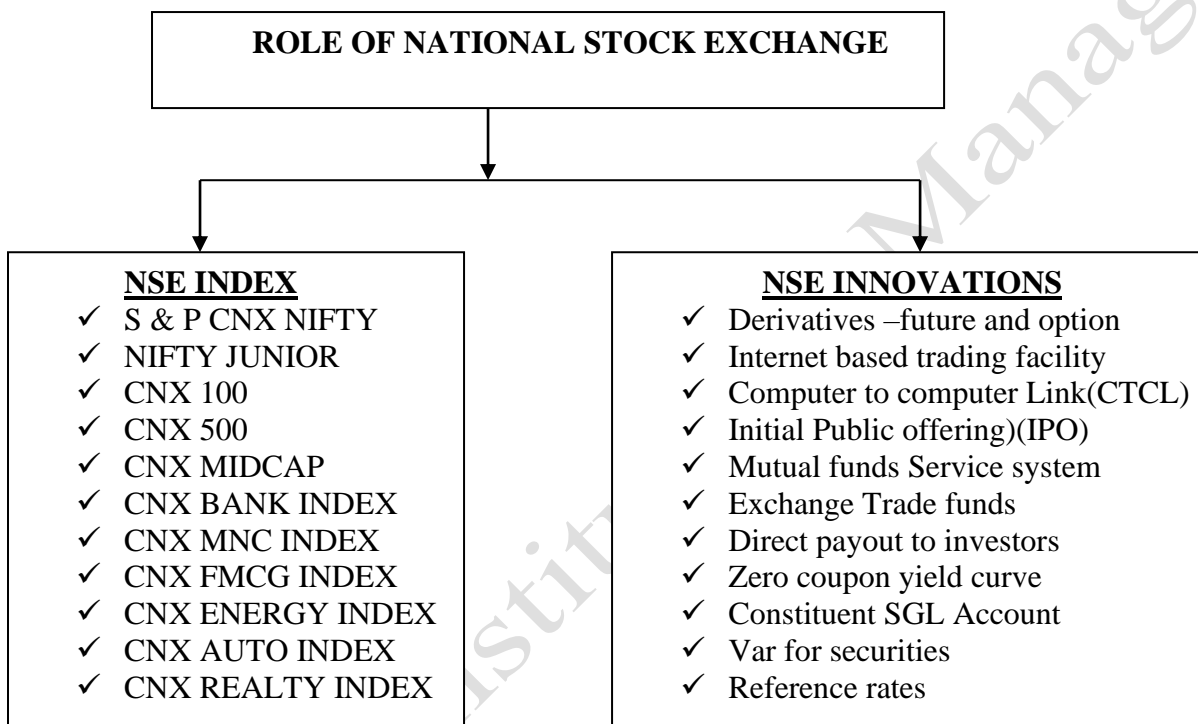 ROLE OF NATIONAL STOCK EXCHANGE
NSE INDEX
✓ S & P CNX NIFTY
✓ NIFTY JUNIOR
✓ CNX 100
✓ CNX 500
✓ CNX MIDCAP
✓ CNX BANK INDEX
✓ CNX MNC INDEX
✓ CNX FMCG INDEX
✓ CNX ENERGY INDEX
✓ CNX AUTO INDEX
✓ CNX REALTY INDEX
NSE INNOVATIONS
✓ Derivatives –future and option
✓ Internet based trading facility
✓ Computer to computer Link(CTCL)
✓ Initial Public offering)(IPO)
✓ Mutual funds Service system
✓ Exchange Trade funds
✓ Direct payout to investors
✓ Zero coupon yield curve
✓ Constituent SGL Account
✓ Var for securities
✓ Reference rates